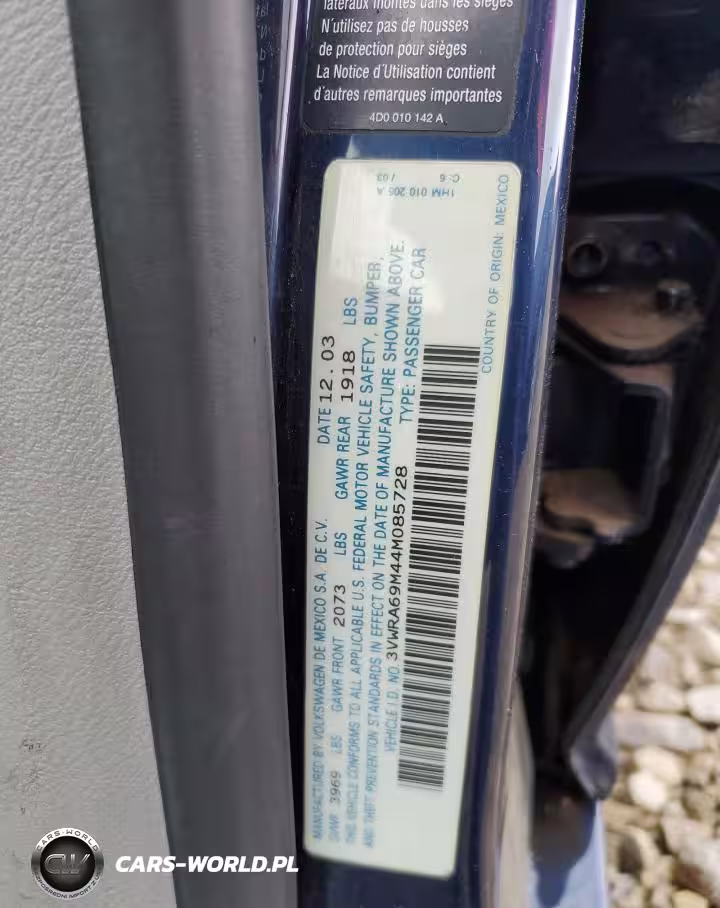 latéraux montés dans les sièges
N'utilisez pas de housses
de protection pour sièges
La Notice d'Utilisation contient
d'autres remarques importantes
4D0 010 142 A
1HM 010 205 A C:6
/ 03
MANUFACTURED BY VOLKSWAGEN DE MEXICO S.A. DE C.V. DATE 12.03
GVWR 3969 LBS GAWR FRONT 2073 LBS GAWR REAR 1918 LBS
THIS VEHICLE CONFORMS TO ALL APPLICABLE U.S. FEDERAL MOTOR VEHICLE SAFETY, BUMPER,
AND THEFT PREVENTION STANDARDS IN EFFECT ON THE DATE OF MANUFACTURE SHOWN ABOVE.
VEHICLE I.D. NO. 3VWRA69M44M085728 TYPE: PASSENGER CAR
COUNTRY OF ORIGIN: MEXICO
CARS-WORLD
CW
CARS-WORLD.PL